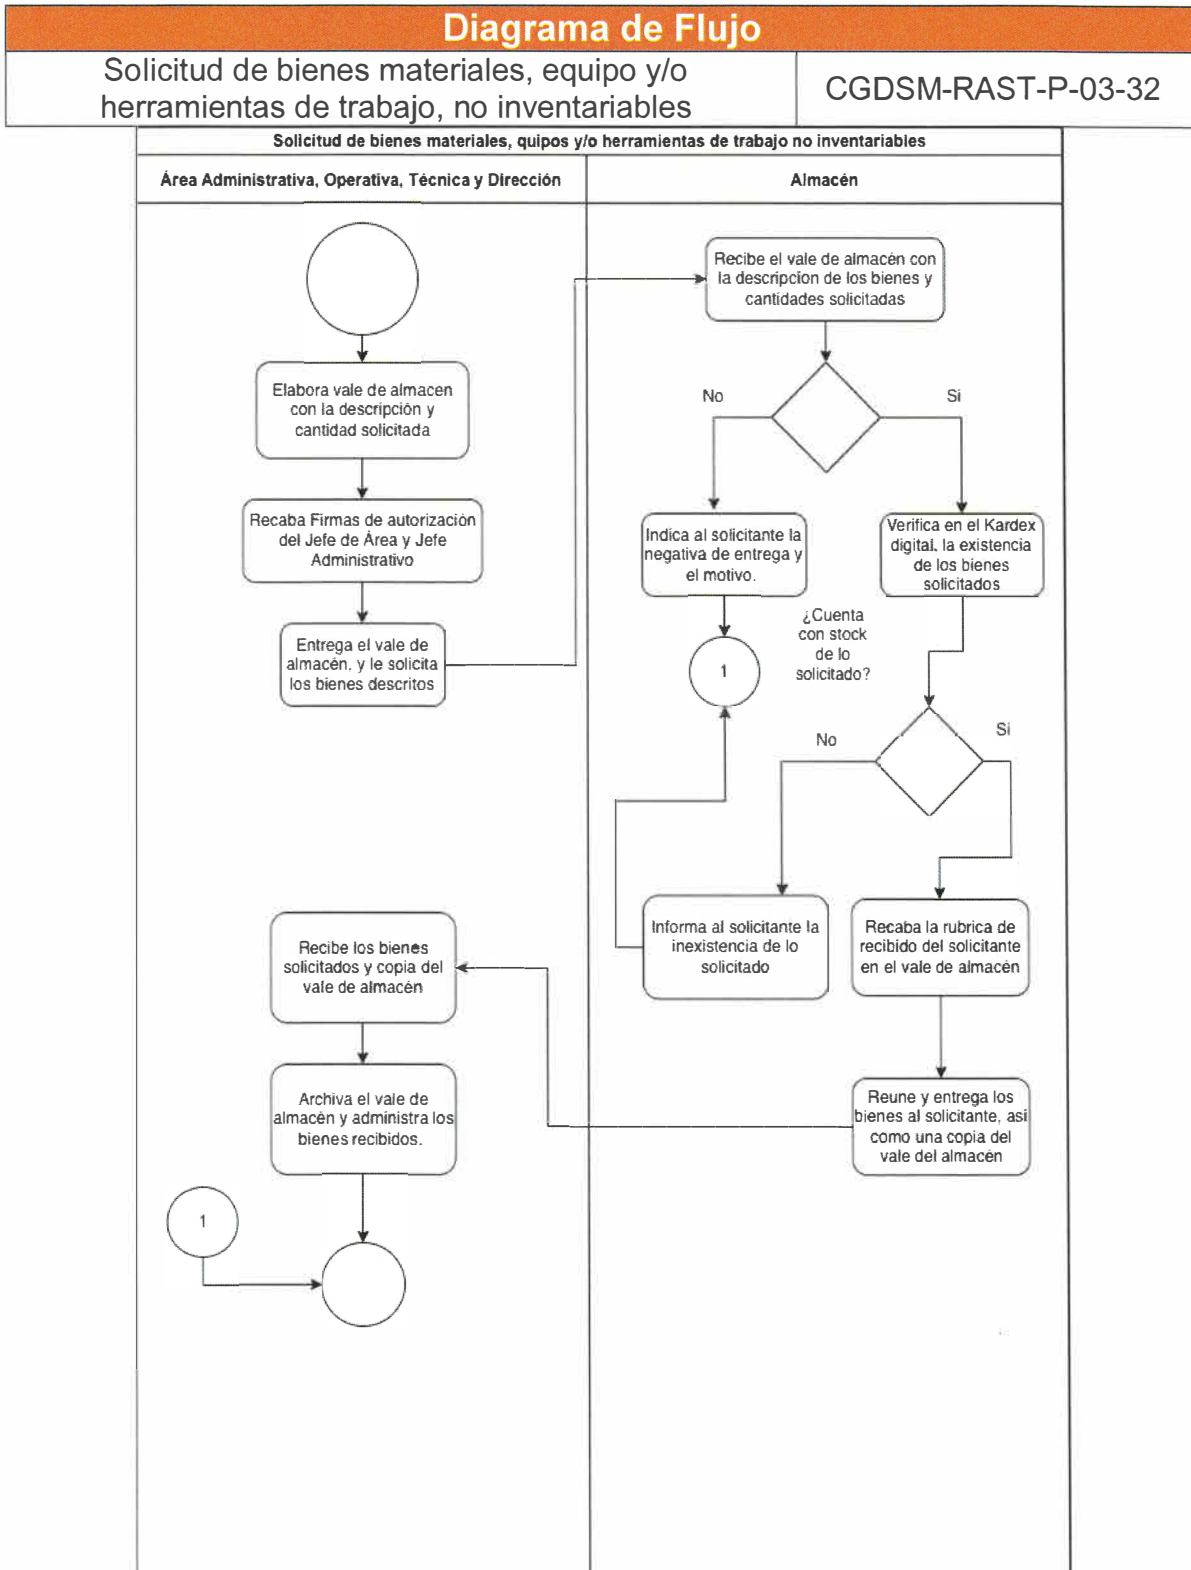 Diagrama de Flujo
Solicitud de bienes materiales, equipo y/o
herramientas de trabajo, no inventariables
CGDSM-RAST-P-03-32
Solicitud de bienes materiales, quipos y/o herramientas de trabajo no inventariables
Área Administrativa, Operativa, Técnica y Dirección
Almacén
Elabora vale de almacen
con la descripción y
cantidad solicitada
Recaba Firmas de autorización
del Jefe de Área y Jefe
Administrativo
Entrega el vale de
almacén, y le solicita
los bienes descritos
Recibe el vale de almacén con
la descripcion de los bienes y
cantidades solicitadas
No
Si
Indica al solicitante la
negativa de entrega y
el motivo.
Verifica en el Kardex
digital, la existencia
de los bienes
solicitados
1
¿Cuenta
con stock
de lo
solicitado?
No
Si
Informa al solicitante la
inexistencia de lo
solicitado
Recaba la rubrica de
recibido del solicitante
en el vale de almacén
Reune y entrega los
bienes al solicitante, asi
como una copia del
vale del almacén
Recibe los bienes
solicitados y copia del
vale de almacén
Archiva el vale de
almacén y administra los
bienes recibidos.
1